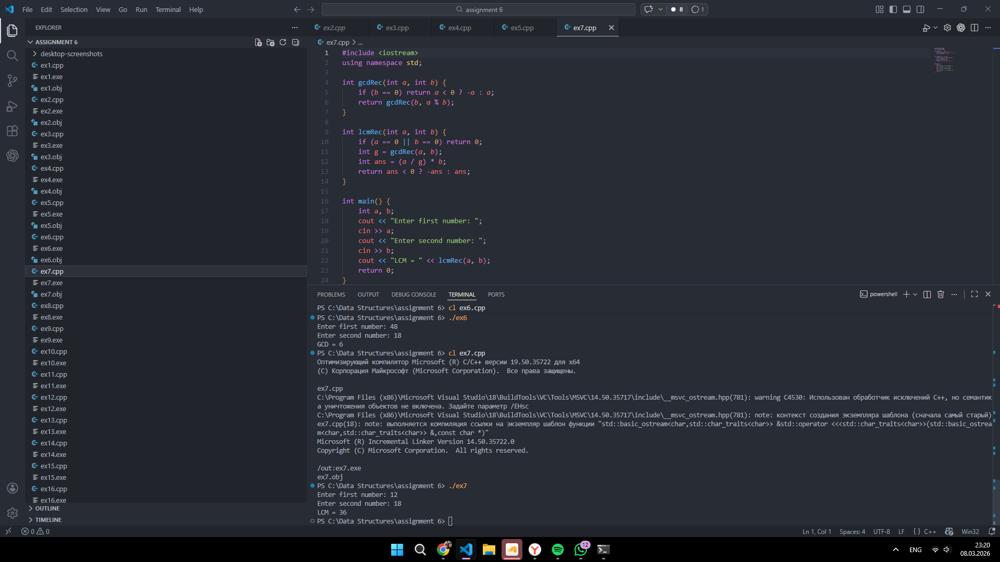 File Edit Selection View Go Run Terminal Help
assignment 6
8
1
EXPLORER
ASSIGNMENT 6
desktop-screenshots
ex1.cpp
ex1.exe
ex1.obj
ex2.cpp
ex2.exe
ex2.obj
ex3.cpp
ex3.exe
ex3.obj
ex4.cpp
ex4.exe
ex4.obj
ex5.cpp
ex5.exe
ex5.obj
ex6.cpp
ex6.exe
ex6.obj
ex7.cpp
ex7.exe
ex7.obj
ex8.cpp
ex8.exe
ex9.cpp
ex9.exe
ex10.cpp
ex10.exe
ex11.cpp
ex11.exe
ex12.cpp
ex12.exe
ex13.cpp
ex13.exe
ex14.cpp
ex14.exe
ex15.cpp
ex15.exe
ex16.cpp
ex16.exe
OUTLINE
TIMELINE
ex2.cpp ex3.cpp ex4.cpp ex5.cpp ex7.cpp
ex7.cpp > ...
1 #include <iostream>
2 using namespace std;
3
4 int gcdRec(int a, int b) {
5 if (b == 0) return a < 0 ? -a : a;
6 return gcdRec(b, a % b);
7 }
8
9 int lcmRec(int a, int b) {
10 if (a == 0 || b == 0) return 0;
11 int g = gcdRec(a, b);
12 int ans = (a / g) * b;
13 return ans < 0 ? -ans : ans;
14 }
15
16 int main() {
17 int a, b;
18 cout << "Enter first number: ";
19 cin >> a;
20 cout << "Enter second number: ";
21 cin >> b;
22 cout << "LCM = " << lcmRec(a, b);
23 return 0;
24 }
PROBLEMS OUTPUT DEBUG CONSOLE TERMINAL PORTS
powershell
PS C:\Data Structures\assignment 6> cl ex6.cpp
PS C:\Data Structures\assignment 6> ./ex6
Enter first number: 48
Enter second number: 18
GCD = 6
PS C:\Data Structures\assignment 6> cl ex7.cpp
Оптимизирующий компилятор Microsoft (R) C/C++ версии 19.50.35722 для x64
(C) Корпорация Майкрософт (Microsoft Corporation).  Все права защищены.
ex7.cpp
C:\Program Files (x86)\Microsoft Visual Studio\18\BuildTools\VC\Tools\MSVC\14.50.35717\include\__msvc_ostream.hpp(781): warning C4530: Использован обработчик исключений C++, но семантик
а уничтожения объектов не включена. Задайте параметр /EHsc
C:\Program Files (x86)\Microsoft Visual Studio\18\BuildTools\VC\Tools\MSVC\14.50.35717\include\__msvc_ostream.hpp(781): note: контекст создания экземпляра шаблона (сначала самый старый)
ex7.cpp(18): note: выполняется компиляция ссылки на экземпляр шаблон функции "std::basic_ostream<char,std::char_traits<char>> &std::operator <<<std::char_traits<char>>(std::basic_ostrea
m<char,std::char_traits<char>> &,const char *)"
Microsoft (R) Incremental Linker Version 14.50.35722.0
Copyright (C) Microsoft Corporation.  All rights reserved.
/out:ex7.exe
ex7.obj
PS C:\Data Structures\assignment 6> ./ex7
Enter first number: 12
Enter second number: 18
LCM = 36
PS C:\Data Structures\assignment 6>
0 0
Ln 1, Col 1 Spaces: 4 UTF-8 LF { } C++ Win32
12
ENG
23:20
08.03.2026